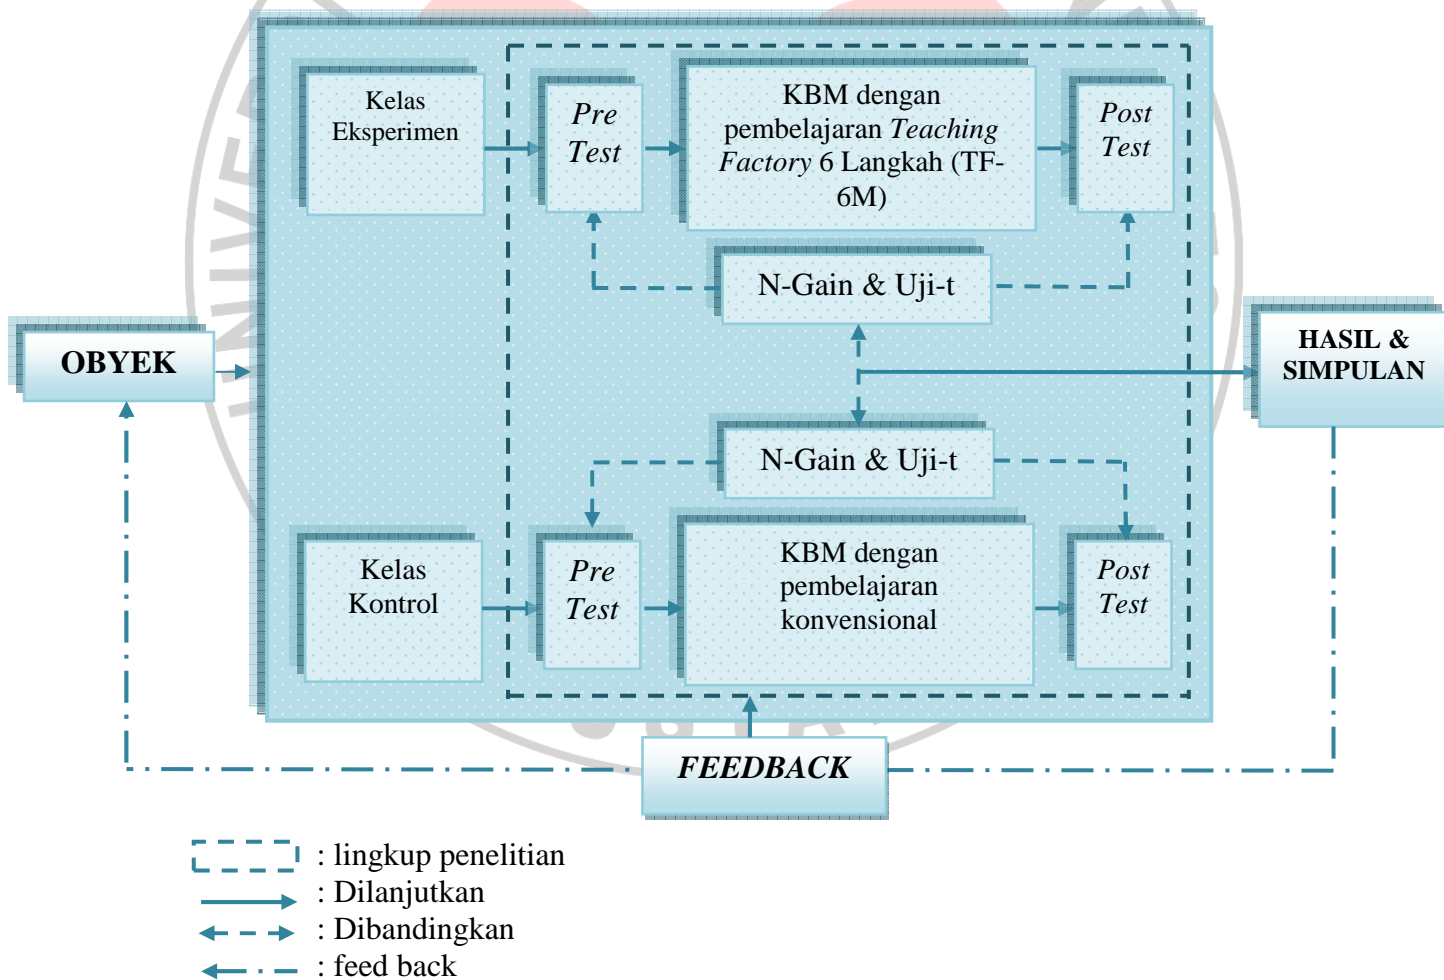 Kelas
Eksperimen
Pre
Test
KBM dengan
pembelajaran Teaching
Factory 6 Langkah (TF-
6M)
Post
Test
N-Gain & Uji-t
OBYEK
HASIL &
SIMPULAN
N-Gain & Uji-t
Kelas
Kontrol
Pre
Test
KBM dengan
pembelajaran
konvensional
Post
Test
FEEDBACK
: lingkup penelitian
: Dilanjutkan
: Dibandingkan
: feed back